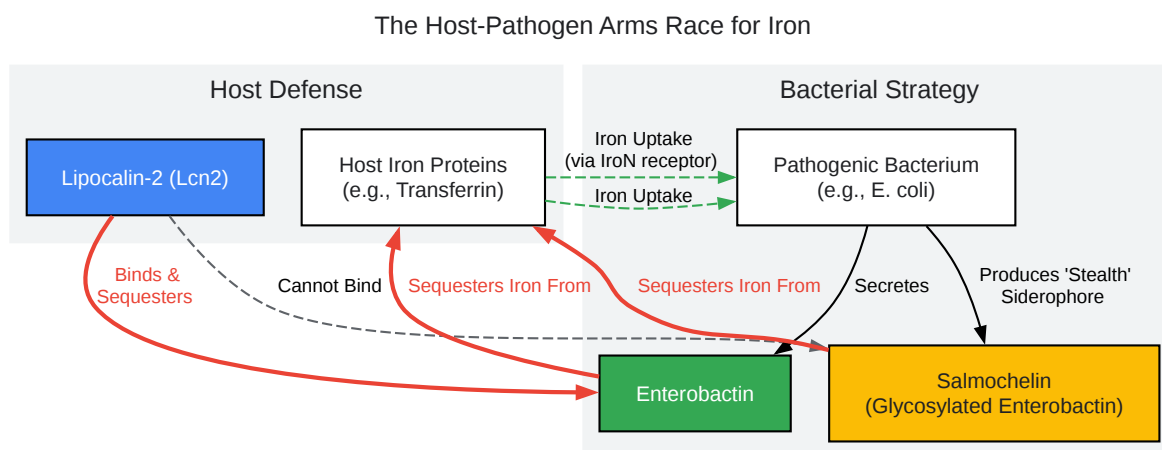 The Host-Pathogen Arms Race for Iron
Host Defense
Bacterial Strategy
Lipocalin-2 (Lcn2)
Host Iron Proteins
(e.g., Transferrin)
Iron Uptake
(via IroN receptor)
Iron Uptake
Pathogenic Bacterium
(e.g., E. coli)
Binds &
Sequesters
Cannot Bind
Sequesters Iron From
Sequesters Iron From
Secretes
Produces 'Stealth'
Siderophore
Enterobactin
Salmochelin
(Glycosylated Enterobactin)